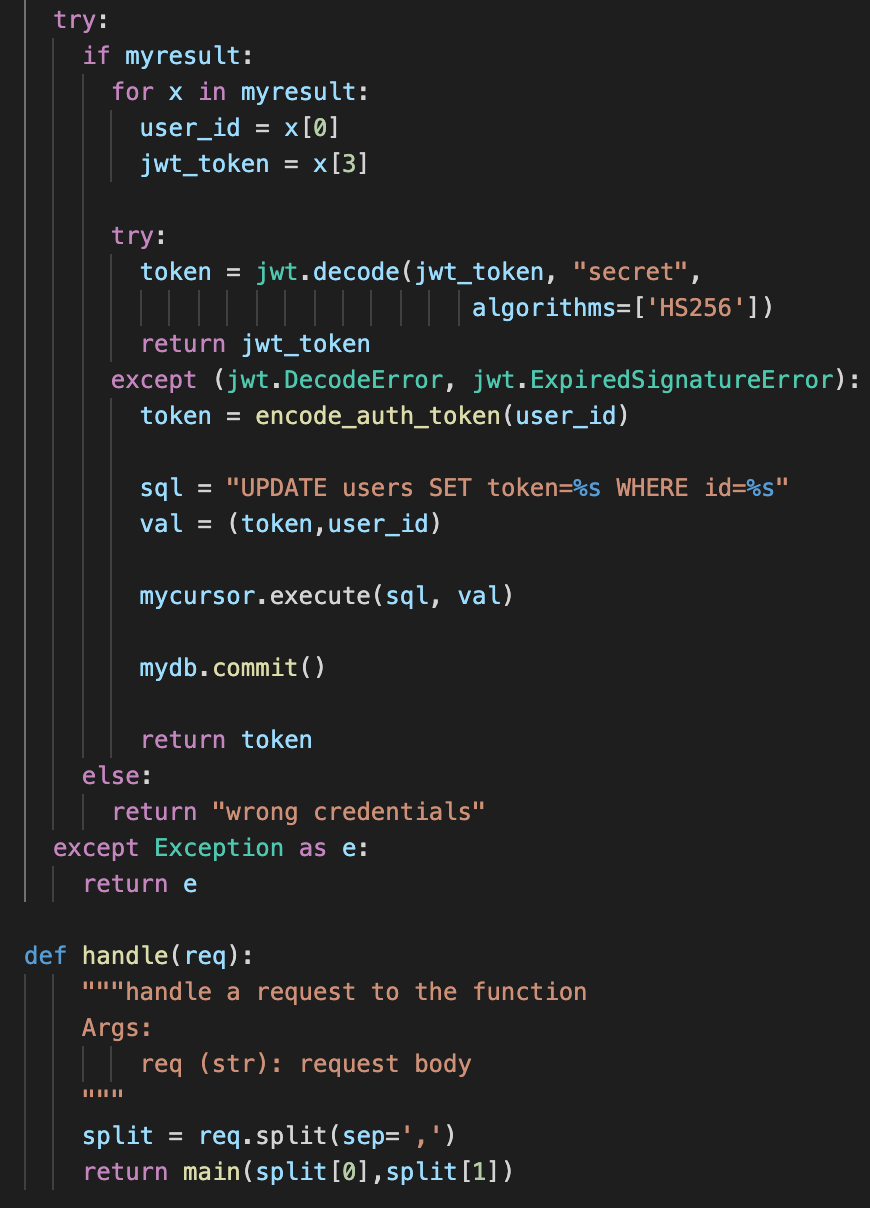 try:
if myresult:
for x in myresult:
user_id = x[0]
jwt_token = x[3]
try:
token = jwt.decode(jwt_token, "secret",
algorithms=['HS256'])
return jwt_token
except (jwt.DecodeError, jwt.ExpiredSignatureError):
token = encode_auth_token(user_id)
sql = "UPDATE users SET token=%s WHERE id=%s"
val = (token,user_id)
mycursor.execute(sql, val)
mydb.commit()
return token
else:
return "wrong credentials"
except Exception as e:
return e
def handle(req):
"""handle a request to the function
Args:
req (str): request body
"""
split = req.split(sep=',')
return main(split[0],split[1])